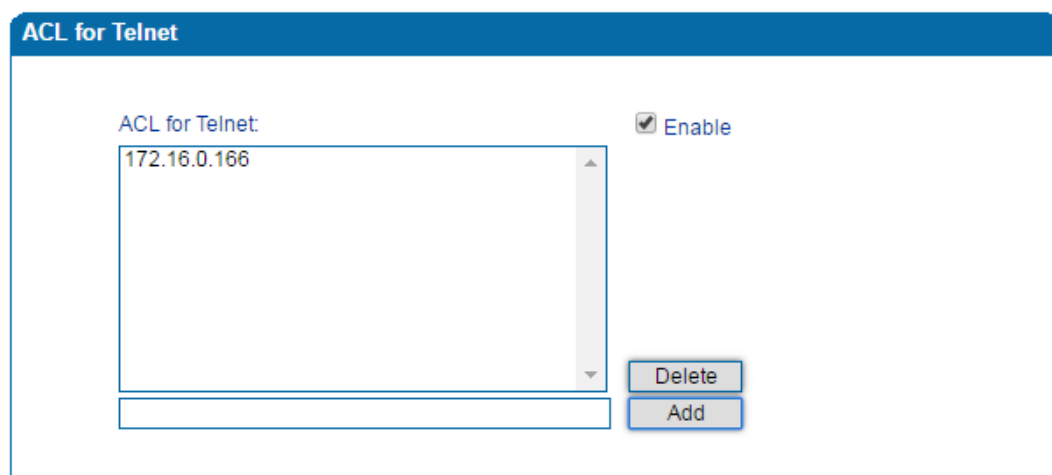 ACL for Telnet
ACL for Telnet:
Enable
172.16.0.166
Delete
Add